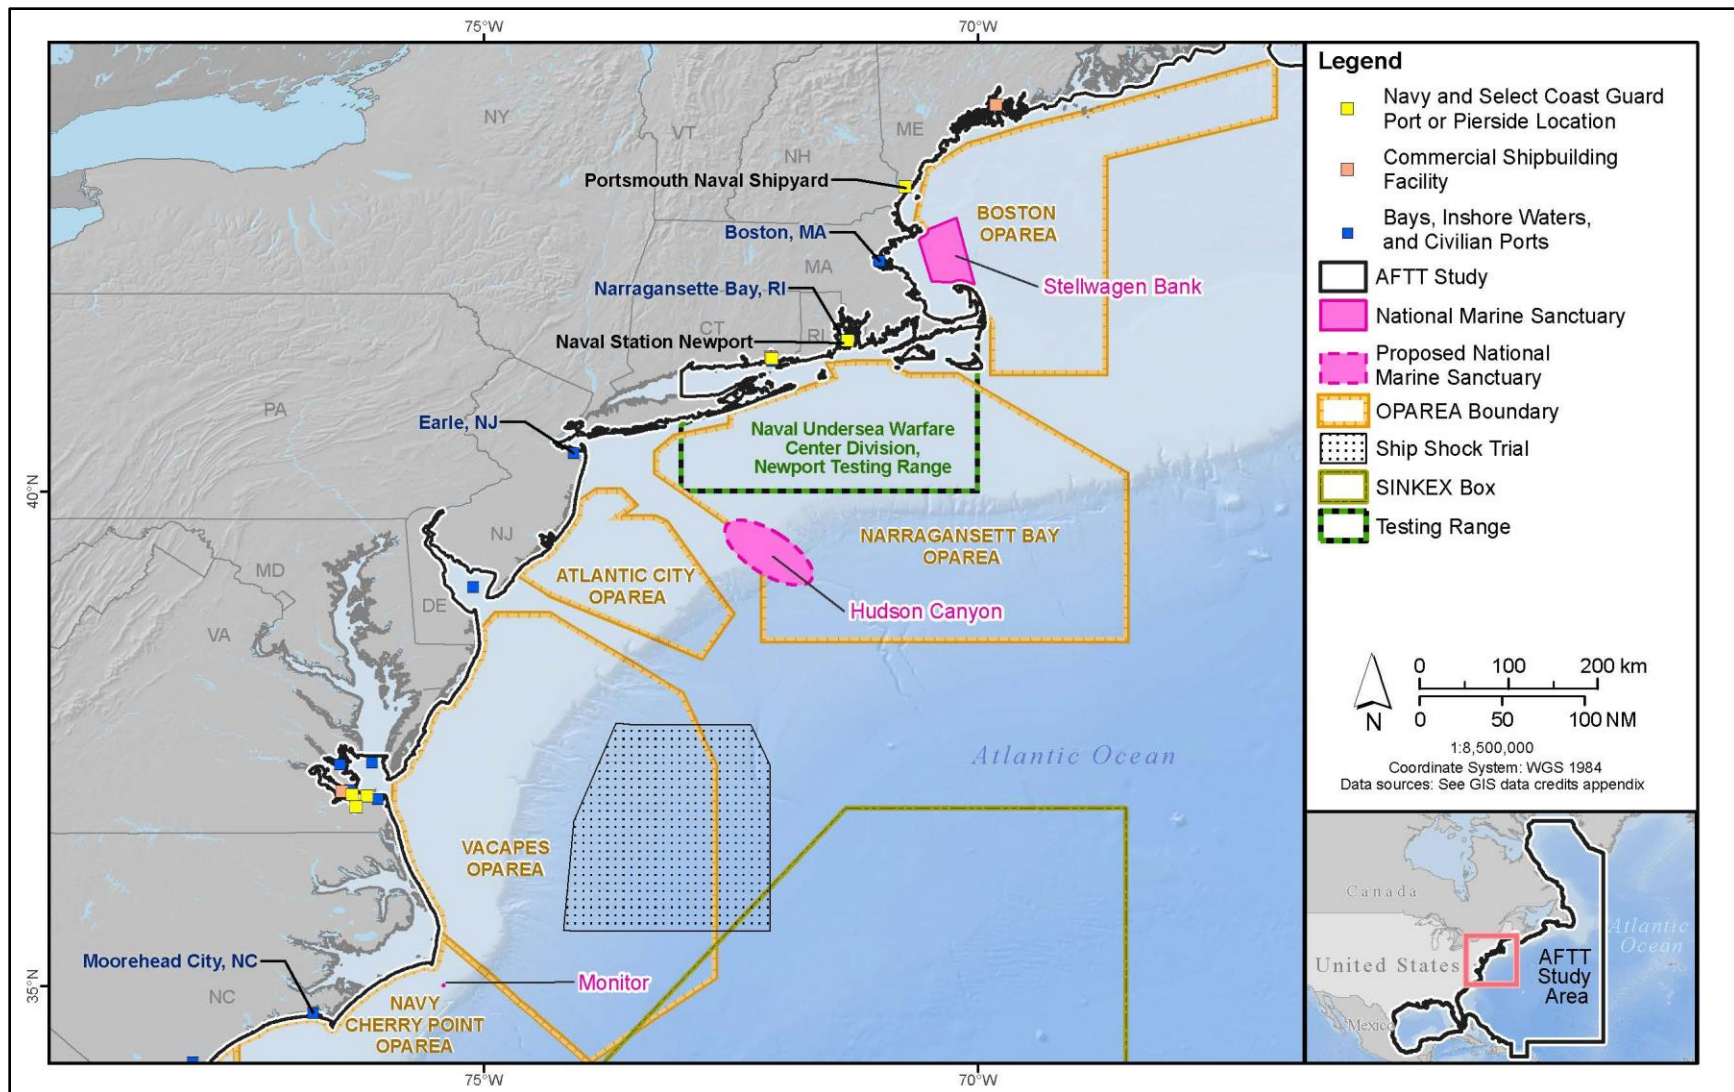 75°W
70°W
NY
VT
NH
ME
Portsmouth Naval Shipyard
BOSTON
OPAREA
Boston, MA
MA
Stellwagen Bank
Narragansette Bay, RI
CT
RI
Naval Station Newport
PA
Earle, NJ
Naval Undersea Warfare
Center Division,
Newport Testing Range
40°N
NJ
NARRAGANSETT BAY
OPAREA
MD
ATLANTIC CITY
OPAREA
DE
Hudson Canyon
VA
Atlantic Ocean
VACAPES
OPAREA
Moorehead City, NC
Monitor
35°N
NC
NAVY
CHERRY POINT
OPAREA
75°W
70°W
Legend
Navy and Select Coast Guard
Port or Pierside Location
Commercial Shipbuilding
Facility
Bays, Inshore Waters,
and Civilian Ports
AFTT Study
National Marine Sanctuary
Proposed National
Marine Sanctuary
OPAREA Boundary
Ship Shock Trial
SINKEX Box
Testing Range
N
0 100 200 km
0 50 100 NM
1:8,500,000
Coordinate System: WGS 1984
Data sources: See GIS data credits appendix
Canada
United States
Mexico
Atlantic
Ocean
AFTT
Study
Area